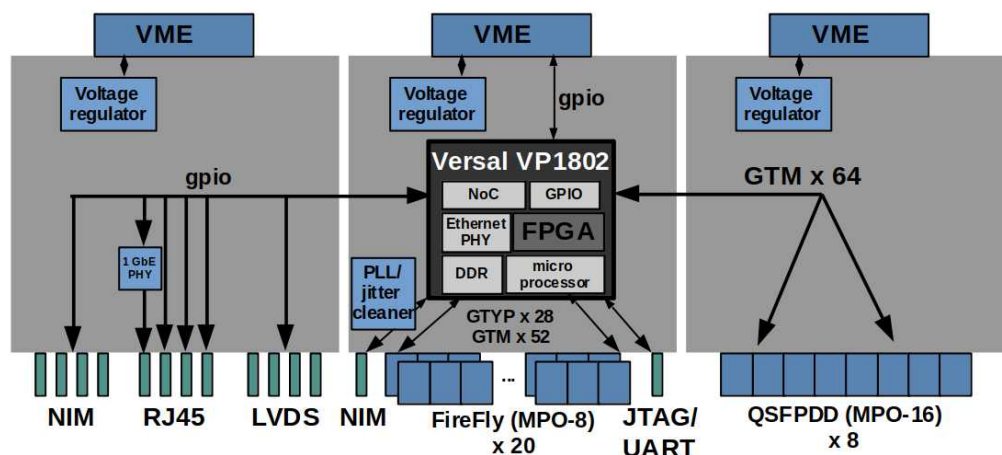 VME
VME
VME
Voltage
regulator
Voltage
regulator
Voltage
regulator
gpio
Versal VP1802
NoC
GPIO
Ethernet
PHY
FPGA
DDR
micro
processor
gpio
GTM x 64
1 GbE
PHY
PLL/
jitter
cleaner
GTYP x 28
GTM x 52
...
NIM
RJ45
LVDS
NIM
FireFly (MPO-8)
x 20
JTAG/
UART
QSFPDD (MPO-16)
x 8